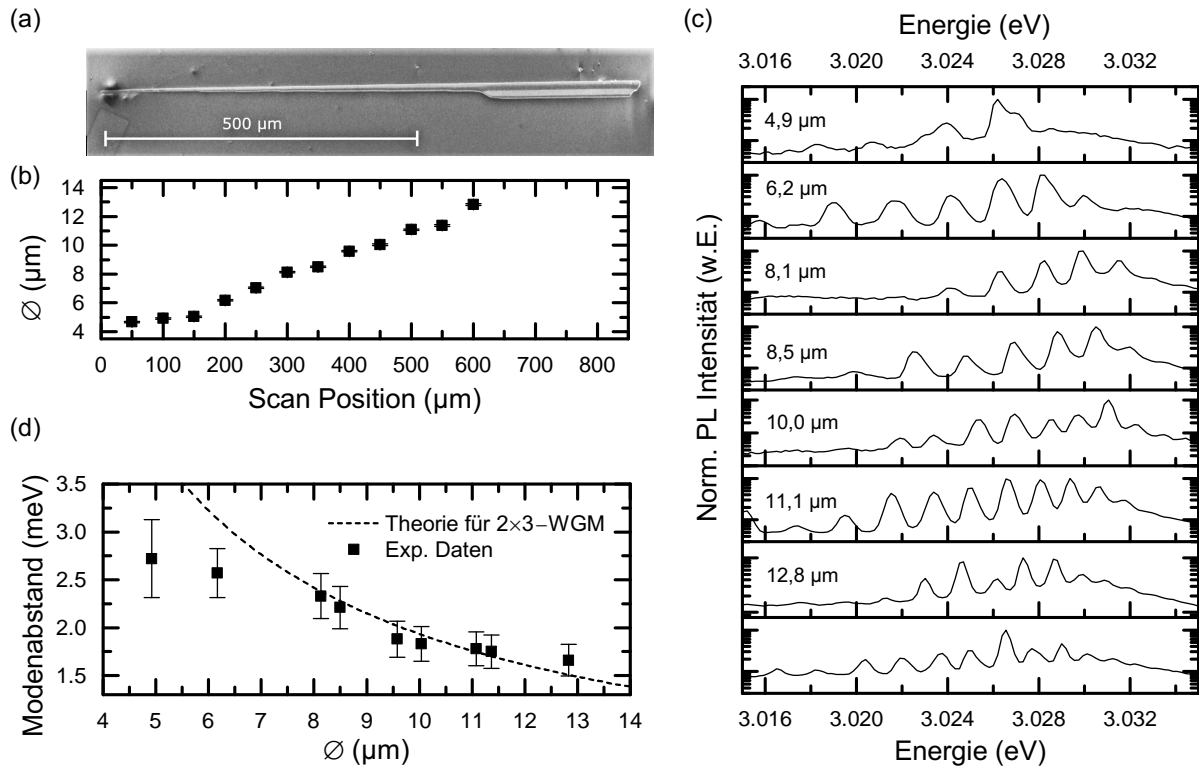 (a)
500 µm
(b)
14
12
10
8
6
4
∅ (µm)
0 100 200 300 400 500 600 700 800
Scan Position (µm)
(d)
3.5
3.0
2.5
2.0
1.5
Modenabstand (meV)
Theorie für 2×3–WGM
Exp. Daten
4 5 6 7 8 9 10 11 12 13 14
∅ (µm)
(c)
Energie (eV)
3.016 3.020 3.024 3.028 3.032
4,9 µm
6,2 µm
8,1 µm
8,5 µm
10,0 µm
11,1 µm
12,8 µm
Norm. PL Intensität (w.E.)
3.016 3.020 3.024 3.028 3.032
Energie (eV)